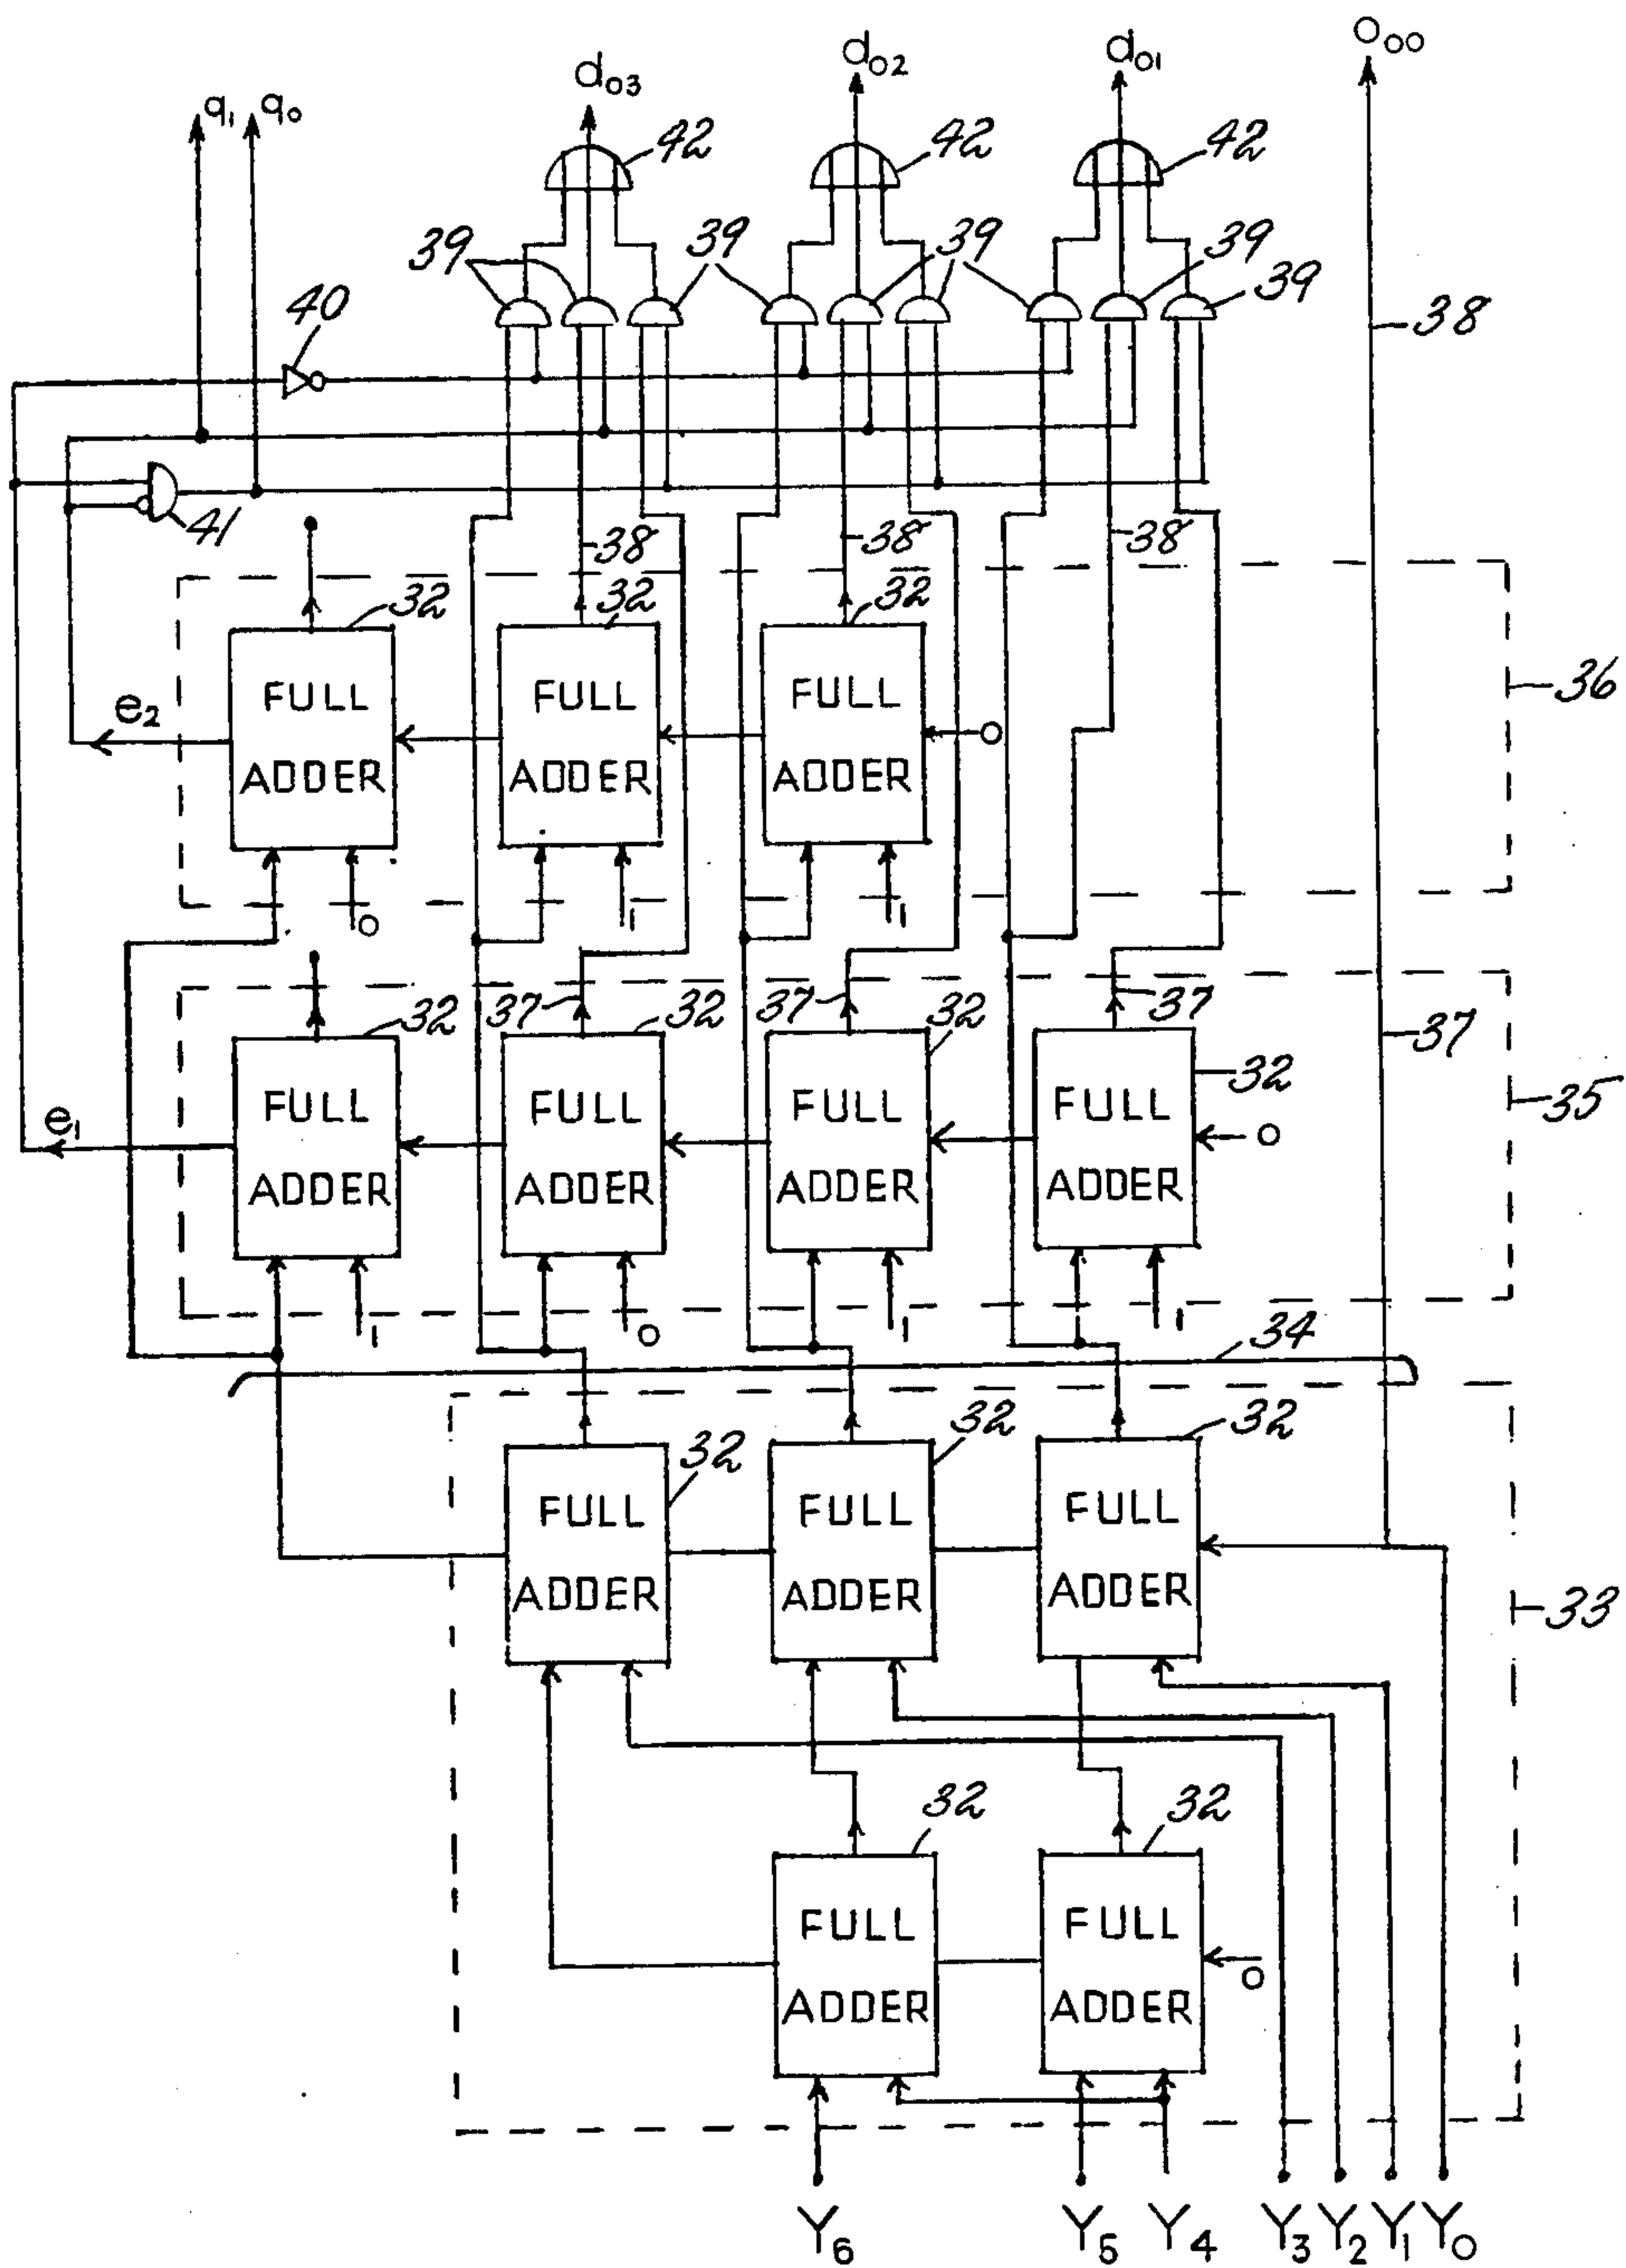 o₀₀
d₀₃ d₀₂ d₀₁
q₁ q₀
42 42 42
39 39 39 39 39
40 38
41
38 38 38
32 32 32
FULL FULL FULL 36
ADDER ADDER ADDER
e₂ 0
0 1 1
32 37 32 37 32 37 37
32
FULL FULL FULL FULL 35
ADDER ADDER ADDER ADDER
e₁ 0
1 0 1 1
34
32 32 32
FULL FULL FULL
ADDER ADDER ADDER 33
32 32
FULL FULL
ADDER ADDER 0
Y₆ Y₅ Y₄ Y₃ Y₂ Y₁ Y₀